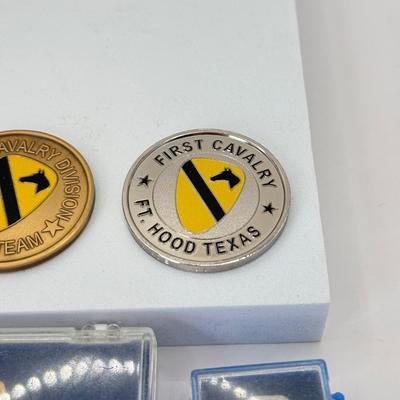 CAVALRY DIVISION
TEAM
FIRST CAVALRY
FT. HOOD TEXAS